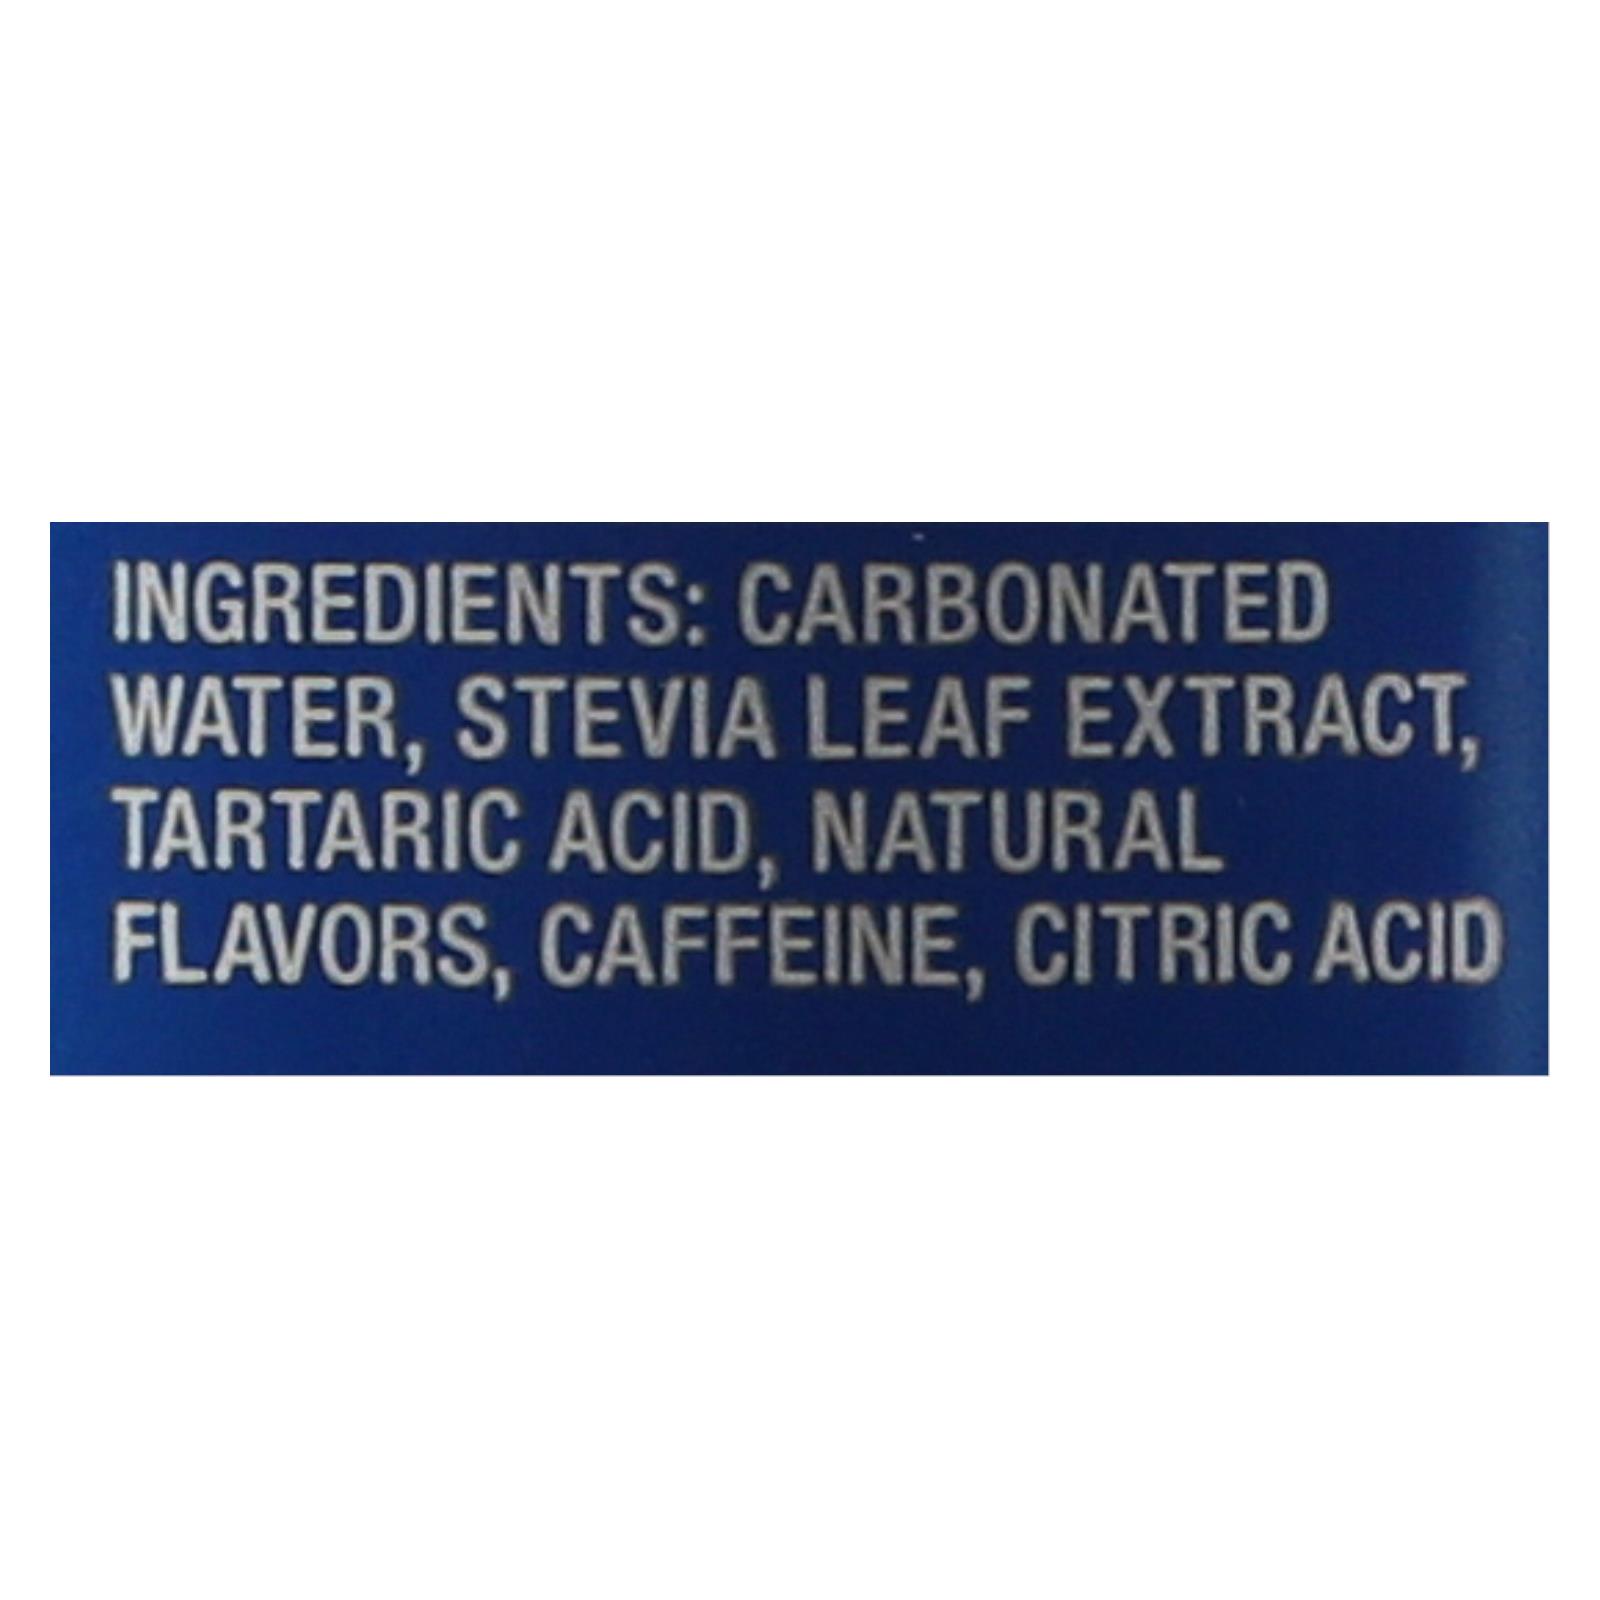 INGREDIENTS: CARBONATED
WATER, STEVIA LEAF EXTRACT,
TARTARIC ACID, NATURAL
FLAVORS, CAFFEINE, CITRIC ACID